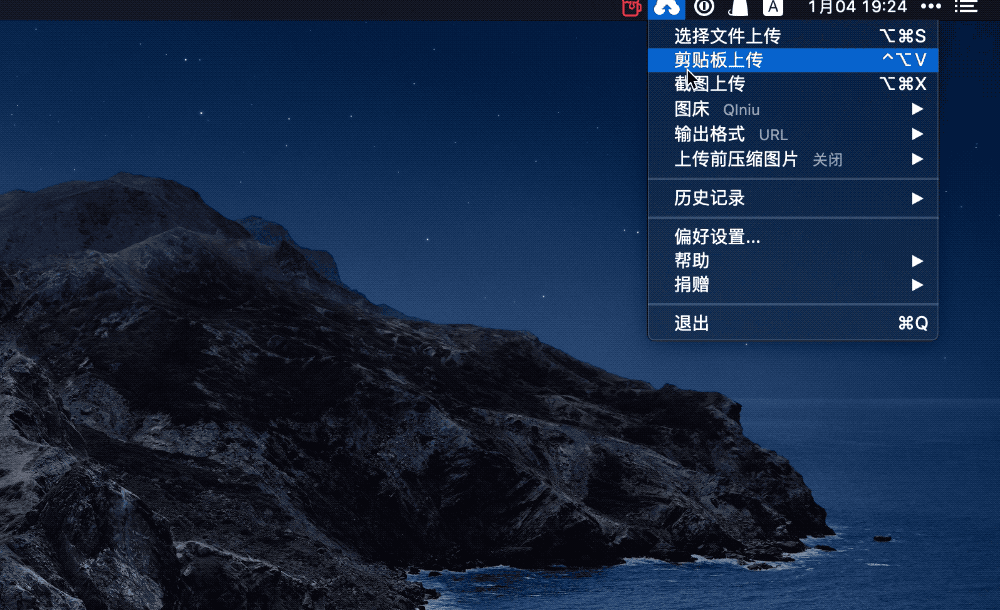 A 1月04 19:24
选择文件上传 ⌥⌘S
剪贴板上传 ^⌥V
截图上传 ⌥⌘X
图床 QIniu ▶
输出格式 URL ▶
上传前压缩图片 关闭 ▶
历史记录 ▶
偏好设置...
帮助 ▶
捐赠 ▶
退出 ⌘Q